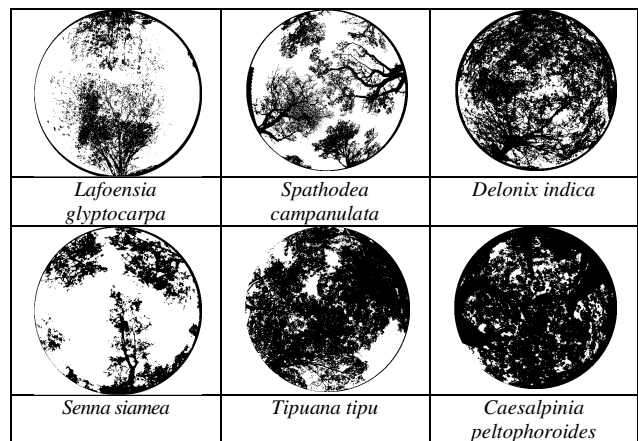 Lafoensia
glyptocarpa
Spathodea
campanulata
Delonix indica
Senna siamea
Tipuana tipu
Caesalpinia
peltophoroides